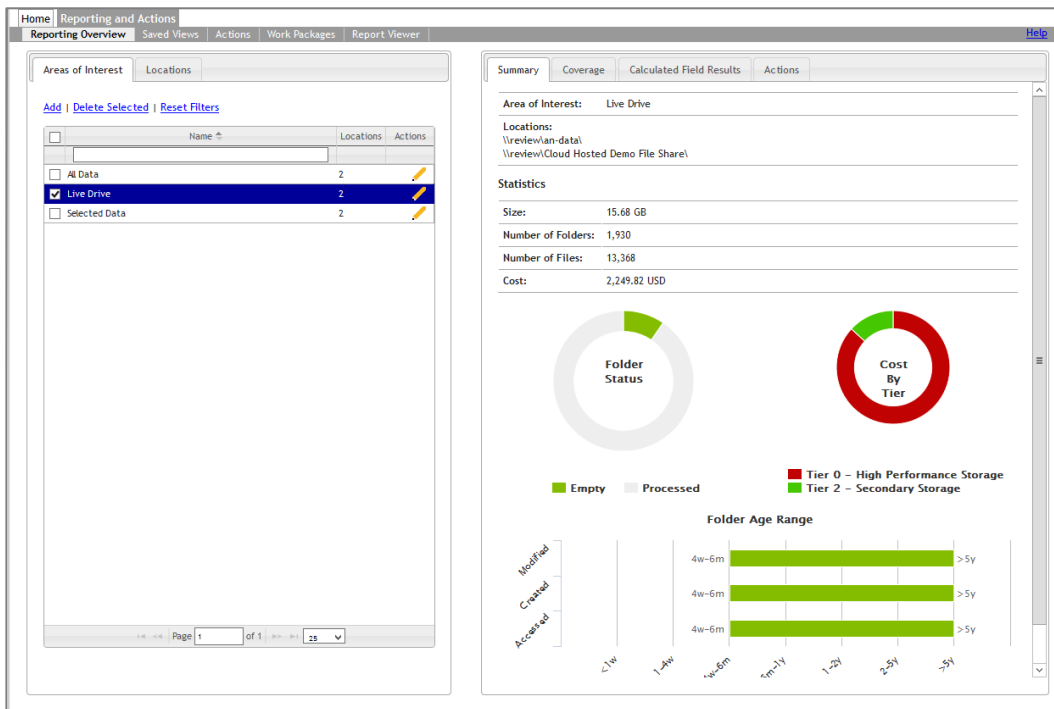 Home Reporting and Actions
Reporting Overview Saved Views Actions Work Packages Report Viewer Help
Areas of Interest Locations
Add | Delete Selected | Reset Filters
Name Locations Actions
All Data 2
Live Drive 2
Selected Data 2
Page 1 of 1 25
Summary Coverage Calculated Field Results Actions
Area of Interest: Live Drive
Locations:
\\review\an-data\
\\review\Cloud Hosted Demo File Share\
Statistics
Size: 15.68 GB
Number of Folders: 1,930
Number of Files: 13,368
Cost: 2,249.82 USD
Folder
Status
Empty Processed
Cost
By
Tier
Tier 0 - High Performance Storage
Tier 2 - Secondary Storage
Folder Age Range
Modified 4w-6m >5y
Created 4w-6m >5y
Accessed 4w-6m >5y
<1w 1-4w 4w-6m 6m-1y 1-2y 2-5y >5y